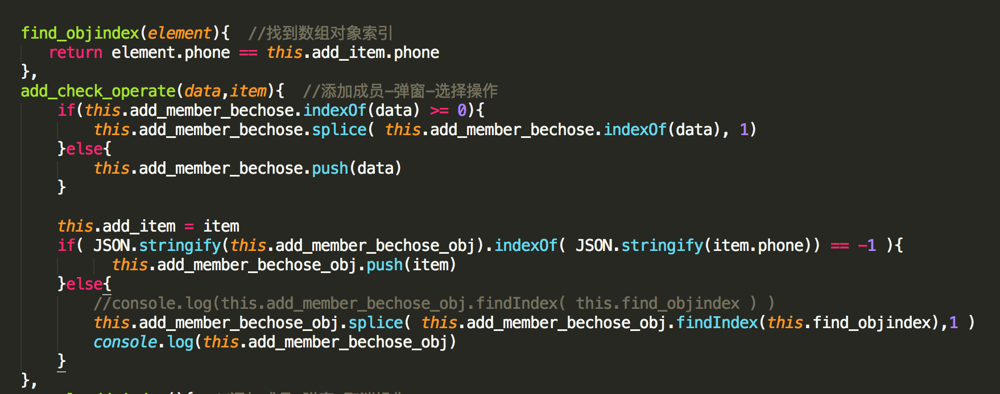 find_objindex(element){  //找到数组对象索引
return element.phone == this.add_item.phone
},
add_check_operate(data,item){  //添加成员-弹窗-选择操作
if(this.add_member_bechose.indexOf(data) >= 0){
this.add_member_bechose.splice( this.add_member_bechose.indexOf(data), 1)
}else{
this.add_member_bechose.push(data)
}
this.add_item = item
if( JSON.stringify(this.add_member_bechose_obj).indexOf( JSON.stringify(item.phone)) == -1 ){
this.add_member_bechose_obj.push(item)
}else{
//console.log(this.add_member_bechose_obj.findIndex( this.find_objindex ) )
this.add_member_bechose_obj.splice( this.add_member_bechose_obj.findIndex(this.find_objindex),1 )
console.log(this.add_member_bechose_obj)
}
},